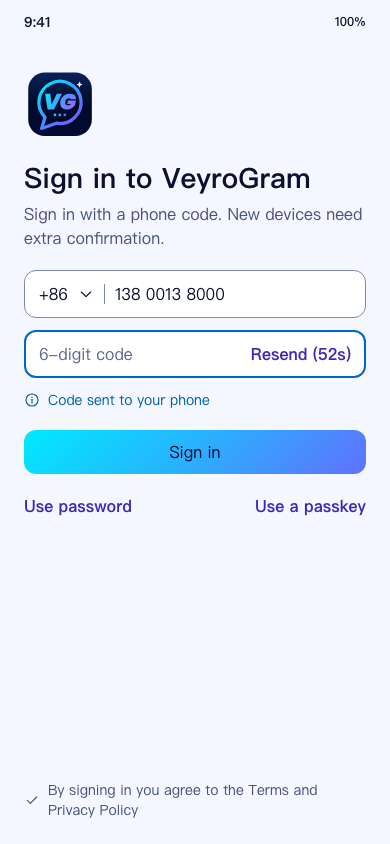 9:41
100%
VG
Sign in to VeyroGram
Sign in with a phone code. New devices need
extra confirmation.
+86
138 0013 8000
6–digit code
Resend (52s)
Code sent to your phone
Sign in
Use password
Use a passkey
By signing in you agree to the Terms and
Privacy Policy